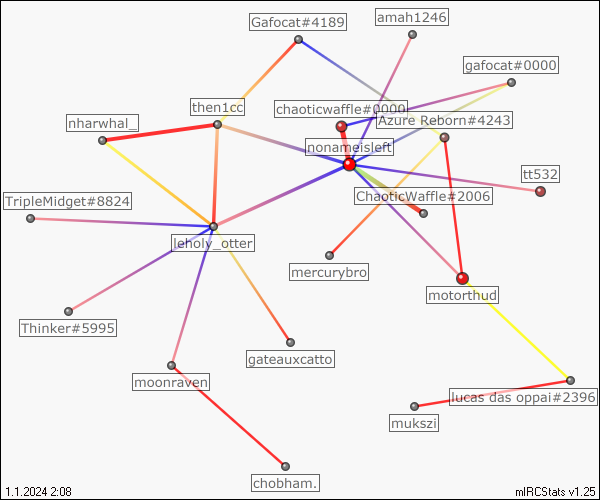 Gafocat#4189
amah1246
gafocat#0000
then1cc
chaoticwaffle#0000
Azure Reborn#4243
nharwhal_
nonameisleft
tt532
TripleMidget#8824
ChaoticWaffle#2006
leholy_otter
mercurybro
motorthud
Thinker#5995
gateauxcatto
moonraven
lucas das oppai#2396
mukszi
chobham.
1.1.2024 2:08
mIRCStats v1.25